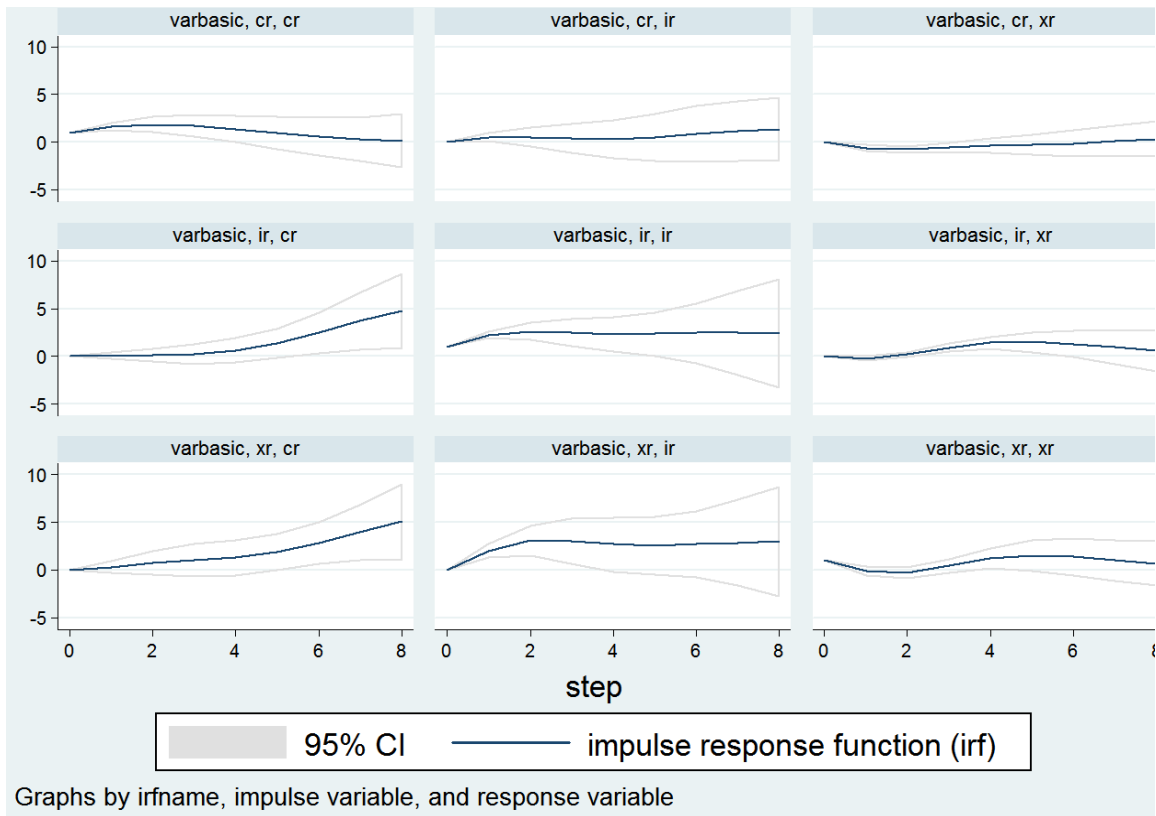 varbasic, cr, cr varbasic, cr, ir varbasic, cr, xr
10
5
0
-5
varbasic, ir, cr varbasic, ir, ir varbasic, ir, xr
10
5
0
-5
varbasic, xr, cr varbasic, xr, ir varbasic, xr, xr
10
5
0
-5
0 2 4 6 8 0 2 4 6 8 0 2 4 6 8
step
95% CI impulse response function (irf)
Graphs by irfname, impulse variable, and response variable